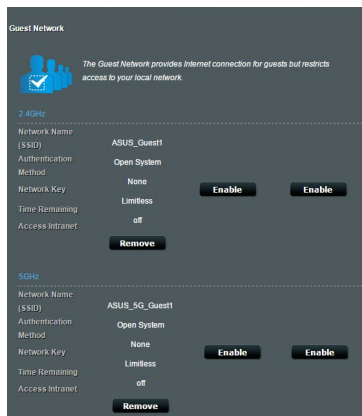 Guest Network
The Guest Network provides Internet connection for guests but restricts
access to your local network.
2.4GHz
Network Name
(SSID)
ASUS_Guest1
Authentication
Method
Open System
Network Key
None
Enable
Enable
Time Remaining
Limitless
Access Intranet
off
Remove
5GHz
Network Name
(SSID)
ASUS_5G_Guest1
Authentication
Method
Open System
Network Key
None
Enable
Enable
Time Remaining
Limitless
Access Intranet
off
Remove